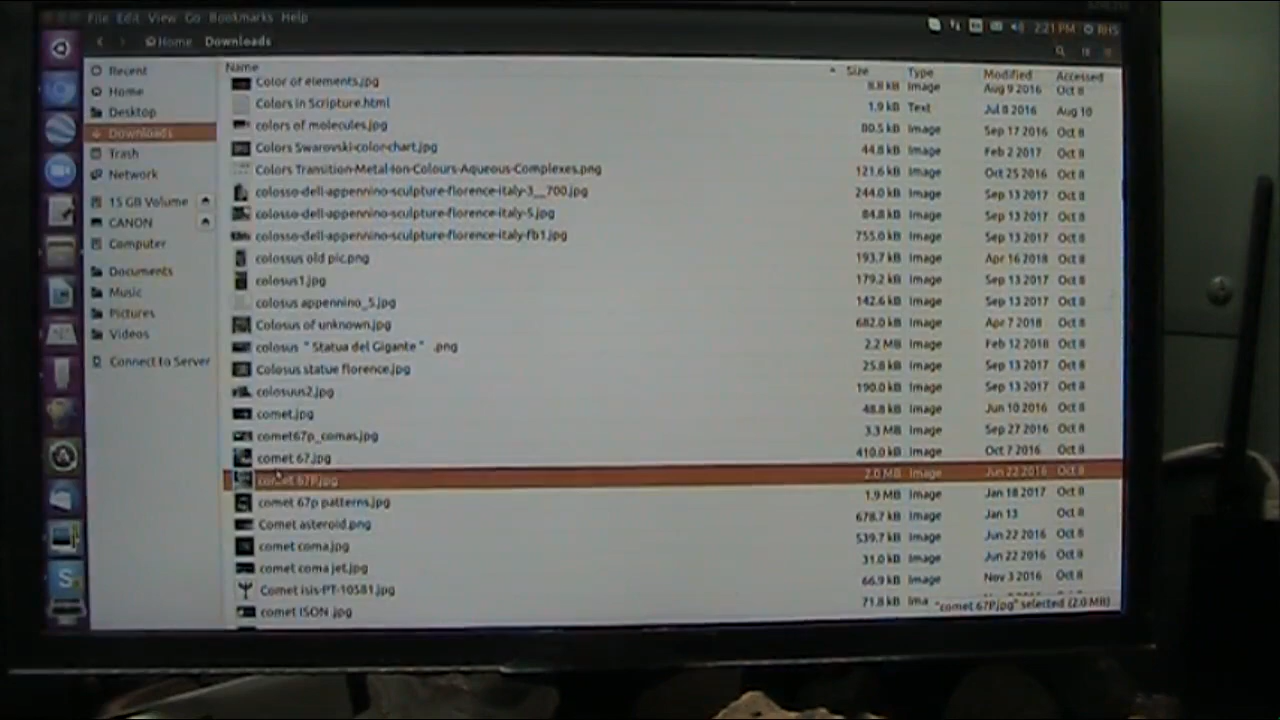 File Edit View Go Bookmarks Help
2:21 PM RHS
Home Downloads
Recent
Home
Desktop
Downloads
Trash
Network
15 GB Volume
CANON
Computer
Documents
Music
Pictures
Videos
Connect to Server
Name Size Type Modified Accessed
Color of elements.jpg 8.8 kB Image Aug 9 2016 Oct 8
Colors in Scripture.html 1.9 kB Text Jul 8 2016 Aug 10
colors of molecules.jpg 80.5 kB Image Sep 17 2016 Oct 8
Colors Swarovski-color-chart.jpg 44.8 kB Image Feb 2 2017 Oct 8
Colors Transition-Metal-Ion-Colours-Aqueous-Complexes.png 121.6 kB Image Oct 25 2016 Oct 8
colosso-dell-appennino-sculpture-florence-italy-3__700.jpg 244.0 kB Image Sep 13 2017 Oct 8
colosso-dell-appennino-sculpture-florence-italy-5.jpg 84.8 kB Image Sep 13 2017 Oct 8
colosso-dell-appennino-sculpture-florence-italy-fb1.jpg 755.0 kB Image Sep 13 2017 Oct 8
colossus old pic.png 193.7 kB Image Apr 16 2018 Oct 8
colosus1.jpg 179.2 kB Image Sep 13 2017 Oct 8
colosus appennino_5.jpg 142.6 kB Image Sep 13 2017 Oct 8
Colosus of unknown.jpg 682.0 kB Image Apr 7 2018 Oct 8
colosus " Statua del Gigante " .png 2.2 MB Image Feb 12 2018 Oct 8
Colosus statue florence.jpg 25.8 kB Image Sep 13 2017 Oct 8
colosuus2.jpg 190.0 kB Image Sep 13 2017 Oct 8
comet.jpg 48.8 kB Image Jun 10 2016 Oct 8
comet67p_comas.jpg 3.3 MB Image Sep 27 2016 Oct 8
comet 67.jpg 410.0 kB Image Oct 7 2016 Oct 8
comet 67P.jpg 2.0 MB Image Jun 22 2016 Oct 8
comet 67p patterns.jpg 1.9 MB Image Jan 18 2017 Oct 8
Comet asteroid.png 678.7 kB Image Jan 13 Oct 8
comet coma.jpg 539.7 kB Image Jun 22 2016 Oct 8
comet coma jet.jpg 31.0 kB Image Jun 22 2016 Oct 8
Comet isis-PT-10581.jpg 66.9 kB Image Nov 3 2016 Oct 8
comet ISON .jpg 71.8 kB Ima
"comet 67P.jpg" selected (2.0 MB)